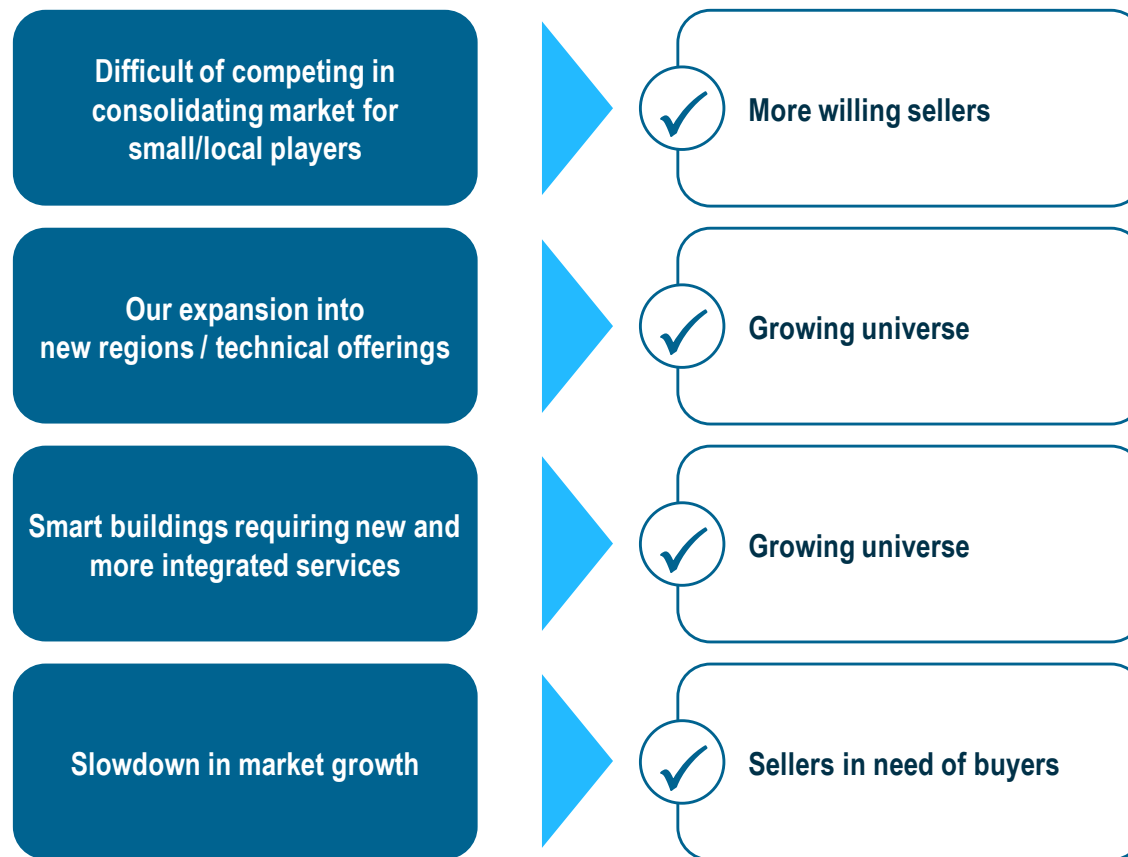 Difficult of competing in
consolidating market for
small/local players
More willing sellers
Our expansion into
new regions / technical offerings
Growing universe
Smart buildings requiring new and
more integrated services
Growing universe
Slowdown in market growth
Sellers in need of buyers